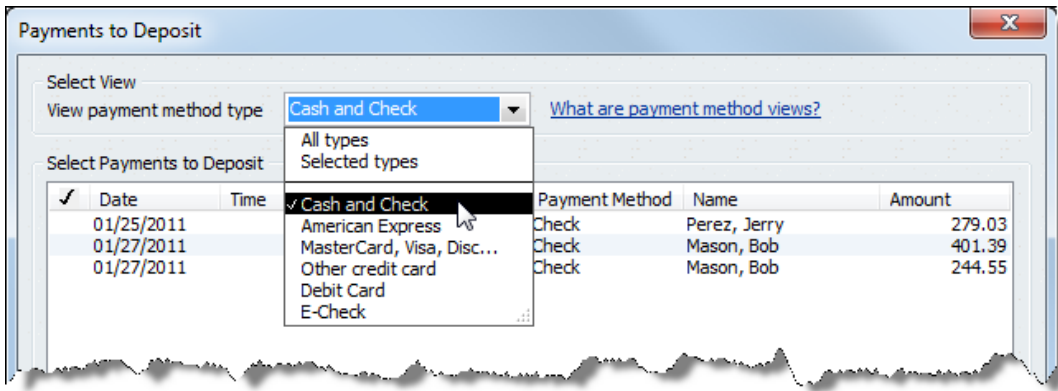 Payments to Deposit
X
Select View
View payment method type Cash and Check What are payment method views?
All types
Selected types
Select Payments to Deposit
✓ Date Time Payment Method Name Amount
✓ Cash and Check
American Express
MasterCard, Visa, Disc...
Other credit card
Debit Card
E-Check
01/25/2011 Check Perez, Jerry 279.03
01/27/2011 Check Mason, Bob 401.39
01/27/2011 Check Mason, Bob 244.55